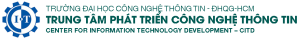 TRƯỜNG ĐẠI HỌC CÔNG NGHỆ THÔNG TIN - ĐHQG-HCM
TRUNG TÂM PHÁT TRIỂN CÔNG NGHỆ THÔNG TIN
CENTER FOR INFORMATION TECHNOLOGY DEVELOPMENT – CITD